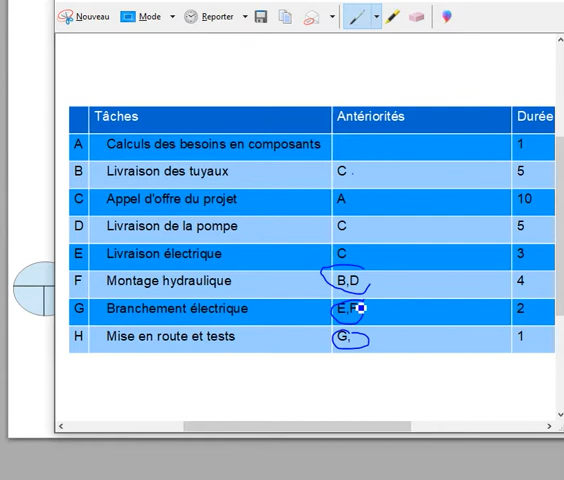 Nouveau Mode Reporter
Tâches Antériorités Durée
A Calculs des besoins en composants 1
B Livraison des tuyaux C 5
C Appel d'offre du projet A 10
D Livraison de la pompe C 5
E Livraison électrique C 3
F Montage hydraulique B,D 4
G Branchement électrique E,F 2
H Mise en route et tests G, 1